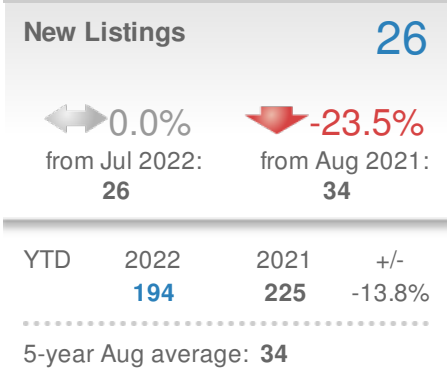 New Listings 26
0.0% -23.5%
from Jul 2022: from Aug 2021:
26 34
YTD 2022 2021 +/-
194 225 -13.8%
5-year Aug average: 34